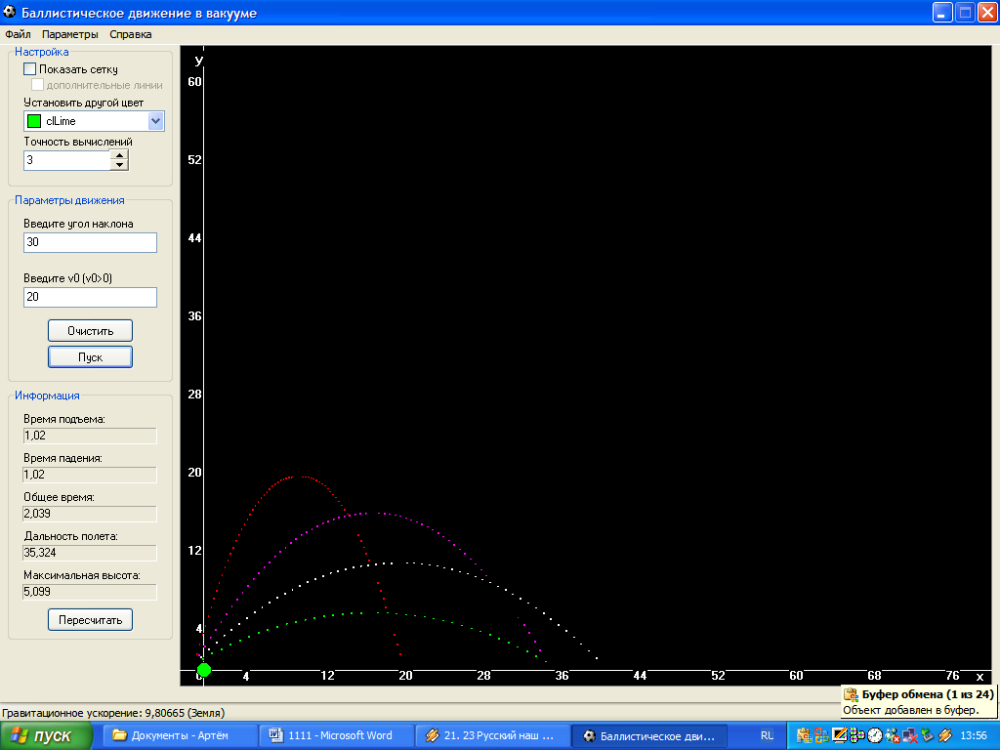 Баллистическое движение в вакууме
Файл Параметры Справка
Настройка
Показать сетку
дополнительные линии
Установить другой цвет
clLime
Точность вычислений
3
Параметры движения
Введите угол наклона
30
Введите v0 (v0>0)
20
Очистить
Пуск
Информация
Время подъема:
1,02
Время падения:
1,02
Общее время:
2,039
Дальность полета:
35,324
Максимальная высота:
5,099
Пересчитать
y
60
52
44
36
28
20
12
4
0 4 12 20 28 36 44 52 60 68 76 x
Буфер обмена (1 из 24)
Объект добавлен в буфер.
Гравитационное ускорение: 9,80665 (Земля)
пуск Документы - Артём 1111 - Microsoft Word 21. 23 Русский наш ... Баллистическое дви... RU 13:56